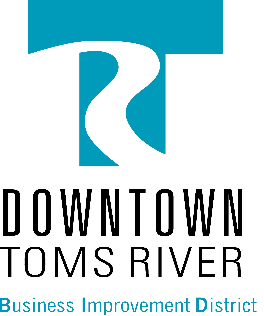 DOWNTOWN
TOMS RIVER
Business Improvement District